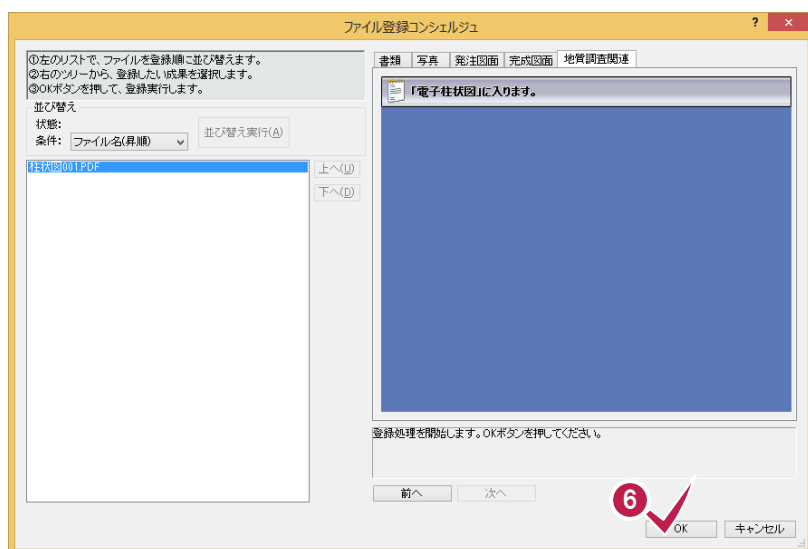 ファイル登録コンシェルジュ
?
×
①左のリストで、ファイルを登録順に並び替えます。
②右のツリーから、登録したい成果を選択します。
③OKボタンを押して、登録実行します。
並び替え
状態:
条件: ファイル名(昇順)
並び替え実行(A)
柱状図001.PDF
上へ(U)
下へ(D)
書類 写真 発注図面 完成図面 地質調査関連
「電子柱状図」に入ります。
登録処理を開始します。OKボタンを押してください。
前へ 次へ
6
OK キャンセル